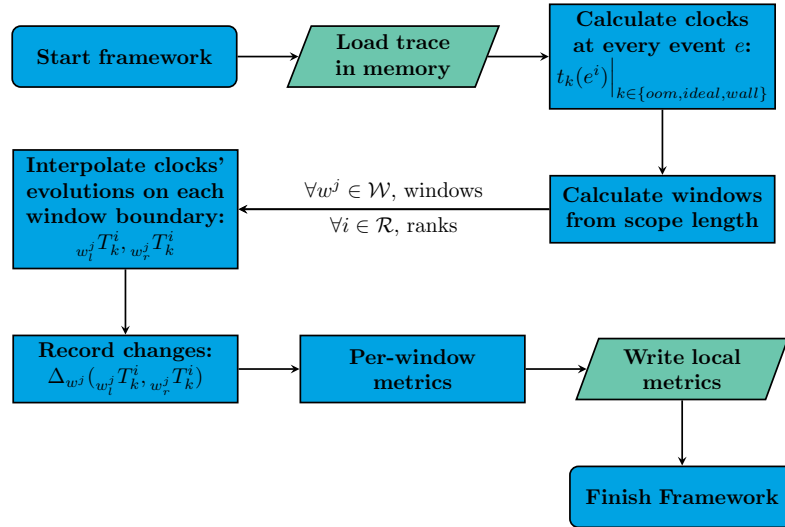 Start framework
Load trace
in memory
Calculate clocks
at every event e:
t_k(e^i)|_{k∈{oom,ideal,wall}}
Calculate windows
from scope length
∀w^j ∈ 𝒲, windows
∀i ∈ ℛ, ranks
Interpolate clocks'
evolutions on each
window boundary:
_{w_l^j}T_k^i, _{w_r^j}T_k^i
Record changes:
Δ_{w^j}(_{w_l^j}T_k^i, _{w_r^j}T_k^i)
Per-window
metrics
Write local
metrics
Finish Framework